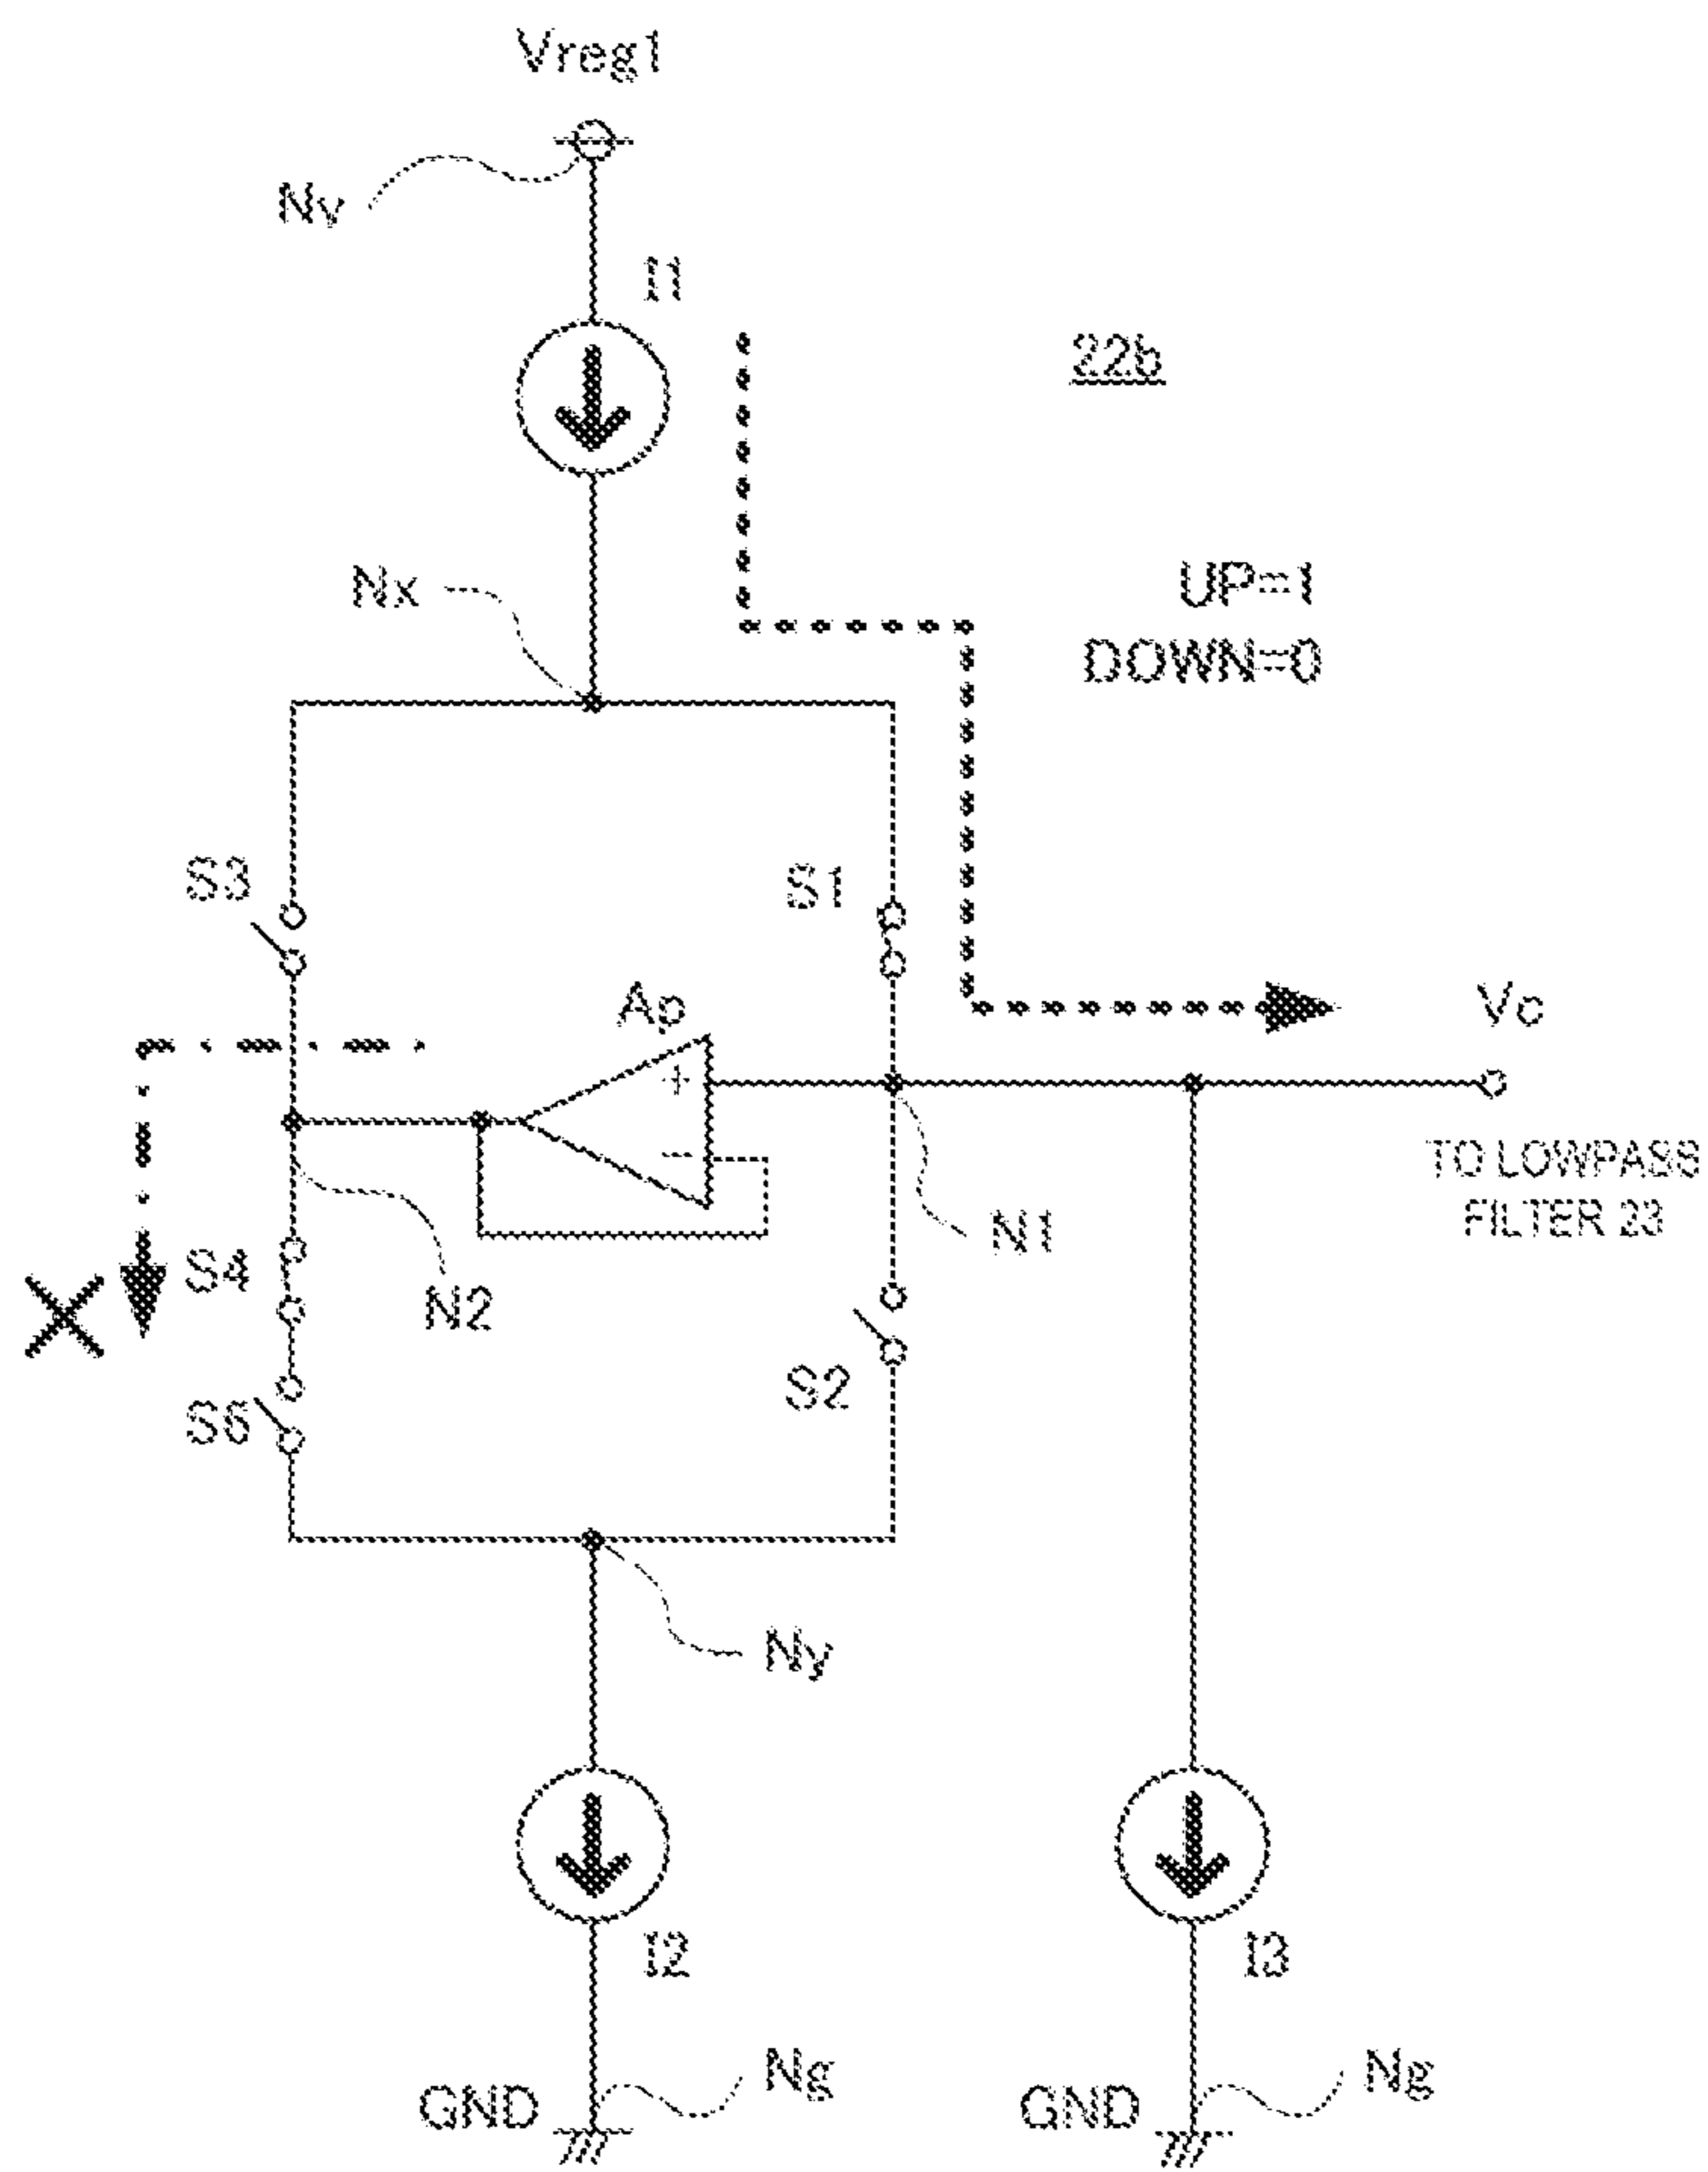 Vreg1
Nv
I1
22b
Nx
UP=1
DOWN=0
S3
S1
Ap
Vc
+
TO LOWPASS
FILTER 23
−
N1
S4
N2
S2
Ny
I2
I3
Ng
Ng
GND
GND